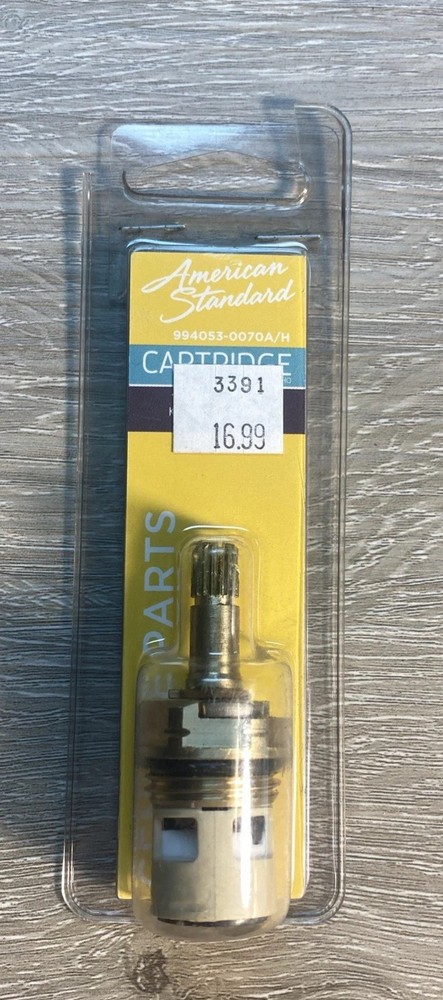 American
Standard
994053-0070A/H
CARTRIDGE
3391
16.99
PARTS